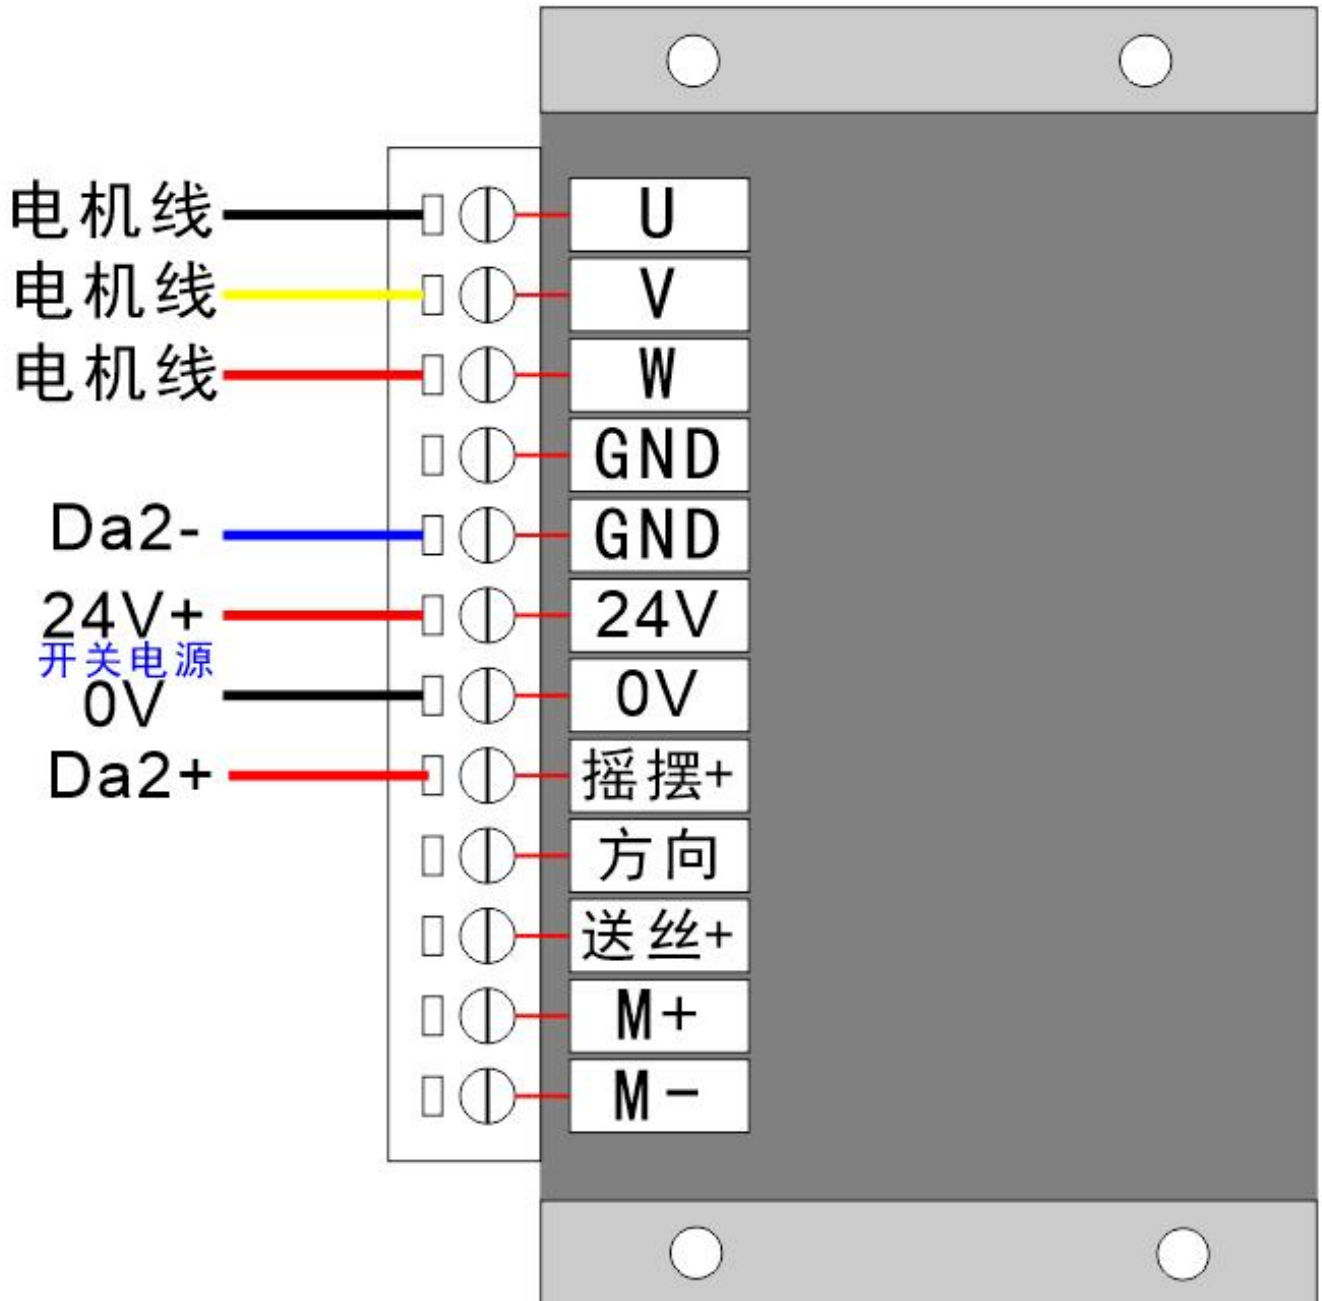 电机线 U
电机线 V
电机线 W
GND
Da2- GND
24V+ 24V
开关电源
0V 0V
Da2+ 摇摆+
方向
送丝+
M+
M-